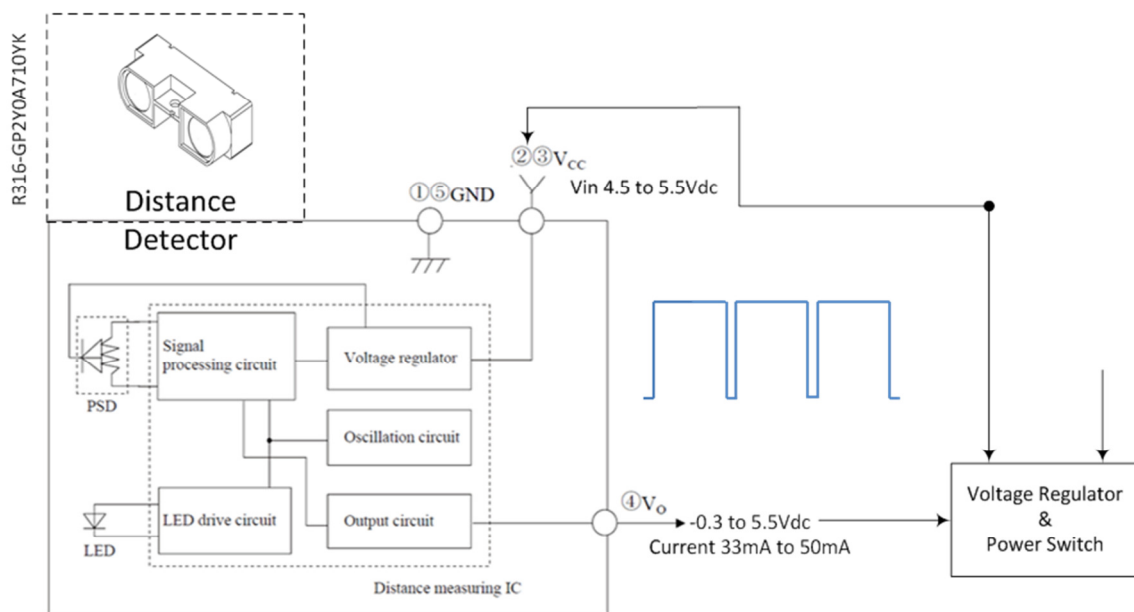 R316-GP2Y0A710YK
Distance
Detector
①⑤GND
②③Vcc
Vin 4.5 to 5.5Vdc
Signal
processing circuit
Voltage regulator
PSD
Oscillation circuit
LED drive circuit
Output circuit
LED
Distance measuring IC
④Vo
-0.3 to 5.5Vdc
Current 33mA to 50mA
Voltage Regulator
&
Power Switch